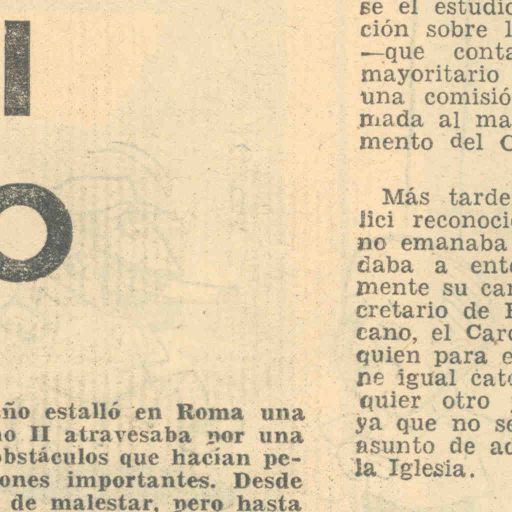 l
o
ño estalló en Roma una
no II atravesaba por una
obstáculos que hacían pe-
ones importantes. Desde
de malestar, pero hasta
se el estudio
ción sobre l
—que conta
mayoritario
una comisió
mada al ma
mento del C
Más tarde
lici reconoci
no emanaba
daba a ent
mente su ca
cretario de
cano, el Car
quien para e
ne igual cat
quier otro
ya que no se
asunto de ac
la Iglesia.